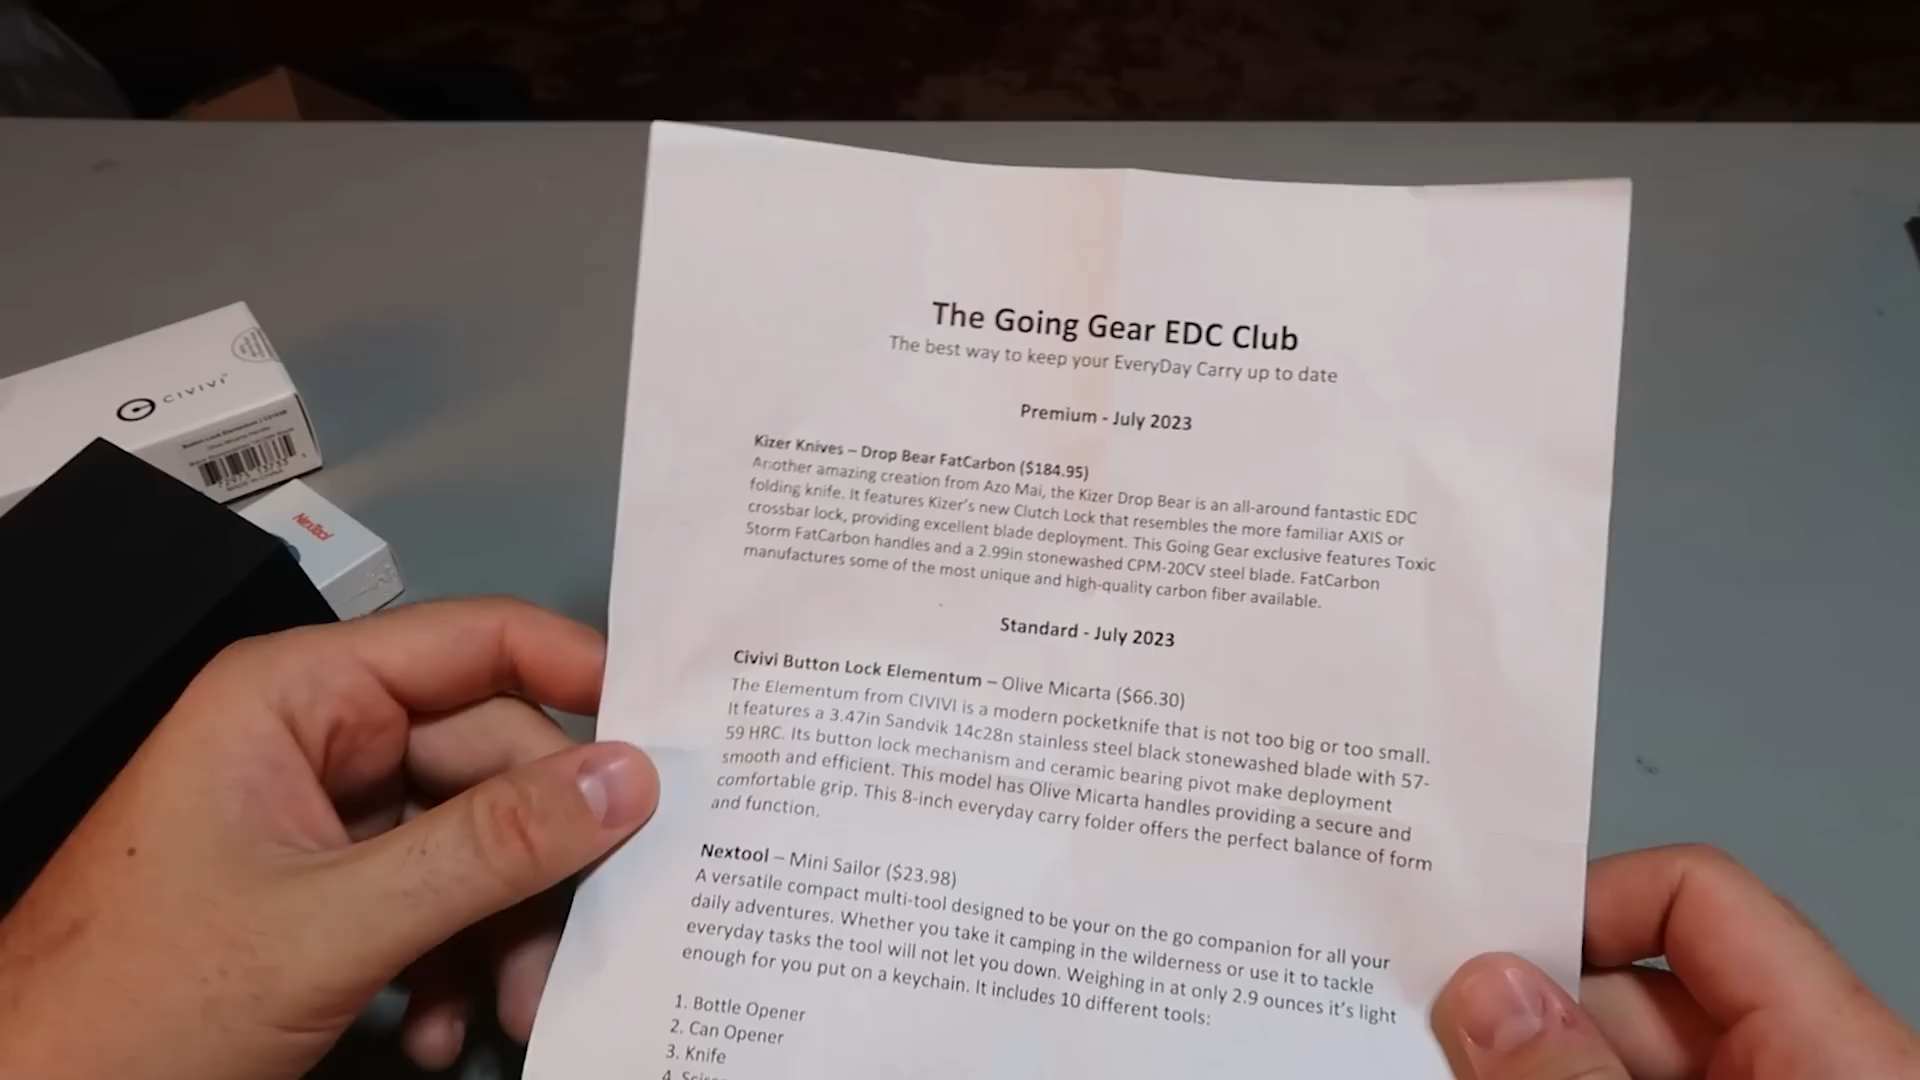 The Going Gear EDC Club
The best way to keep your EveryDay Carry up to date
Premium - July 2023
Kizer Knives – Drop Bear FatCarbon ($184.95)
Another amazing creation from Azo Mai, the Kizer Drop Bear is an all-around fantastic EDC
folding knife. It features Kizer's new Clutch Lock that resembles the more familiar AXIS or
crossbar lock, providing excellent blade deployment. This Going Gear exclusive features Toxic
Storm FatCarbon handles and a 2.99in stonewashed CPM-20CV steel blade. FatCarbon
manufactures some of the most unique and high-quality carbon fiber available.
Standard - July 2023
Civivi Button Lock Elementum – Olive Micarta ($66.30)
The Elementum from CIVIVI is a modern pocketknife that is not too big or too small.
It features a 3.47in Sandvik 14c28n stainless steel black stonewashed blade with 57-
59 HRC. Its button lock mechanism and ceramic bearing pivot make deployment
smooth and efficient. This model has Olive Micarta handles providing a secure and
comfortable grip. This 8-inch everyday carry folder offers the perfect balance of form
and function.
Nextool – Mini Sailor ($23.98)
A versatile compact multi-tool designed to be your on the go companion for all your
daily adventures. Whether you take it camping in the wilderness or use it to tackle
everyday tasks the tool will not let you down. Weighing in at only 2.9 ounces it's light
enough for you put on a keychain. It includes 10 different tools:
1. Bottle Opener
2. Can Opener
3. Knife
4.
CIVIVI
Button Lock Elementum
MADE IN CHINA
NexTool